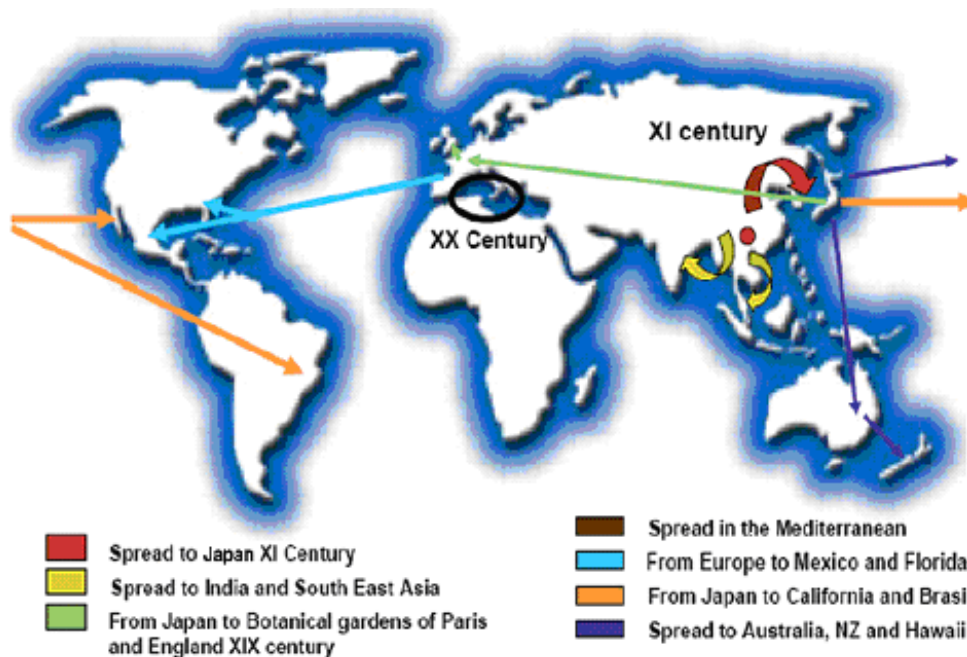 XI century
XX Century
Spread to Japan XI Century
Spread to India and South East Asia
From Japan to Botanical gardens of Paris
and England XIX century
Spread in the Mediterranean
From Europe to Mexico and Florida
From Japan to California and Brasi
Spread to Australia, NZ and Hawaii